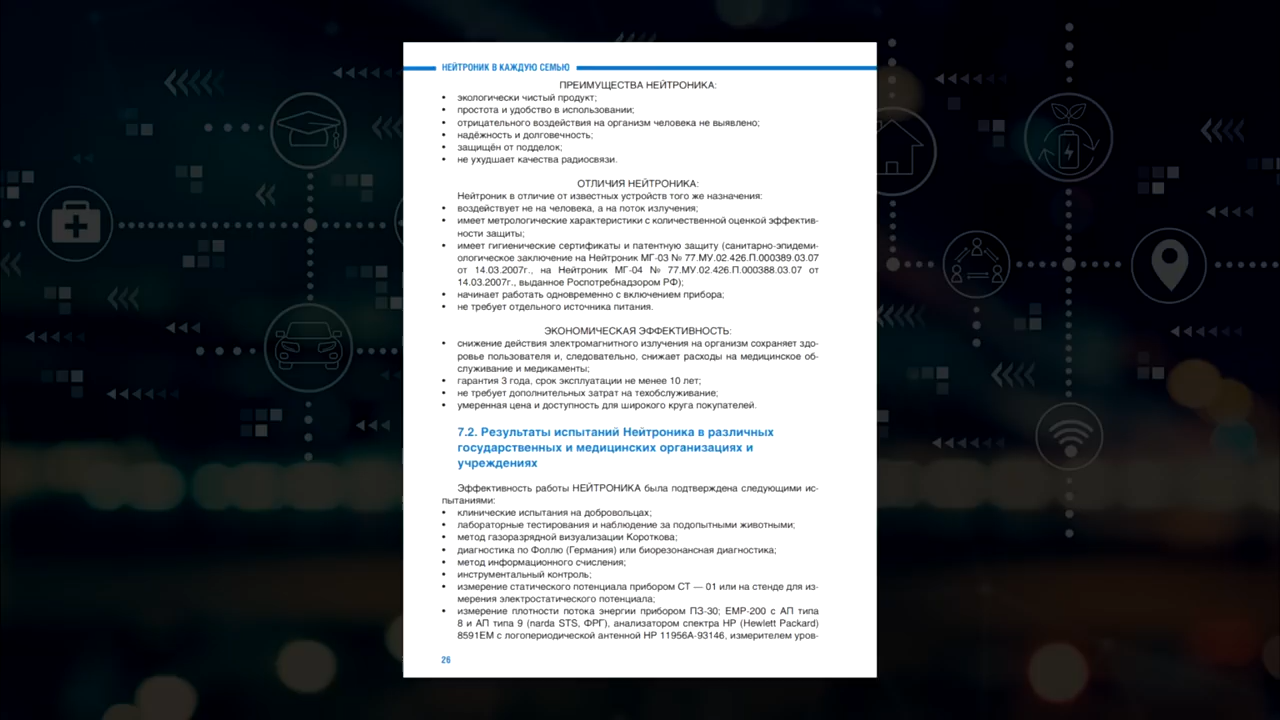 НЕЙТРОНИК В КАЖДУЮ СЕМЬЮ
ПРЕИМУЩЕСТВА НЕЙТРОНИКА:
• экологически чистый продукт;
• простота и удобство в использовании;
• отрицательного воздействия на организм человека не выявлено;
• надёжность и долговечность;
• защищён от подделок;
• не ухудшает качества радиосвязи.
ОТЛИЧИЯ НЕЙТРОНИКА:
Нейтроник в отличие от известных устройств того же назначения:
• воздействует не на человека, а на поток излучения;
• имеет метрологические характеристики с количественной оценкой эффектив-
ности защиты;
• имеет гигиенические сертификаты и патентную защиту (санитарно-эпидеми-
ологическое заключение на Нейтроник МГ-03 № 77.МУ.02.426.П.000389.03.07
от 14.03.2007г., на Нейтроник МГ-04 № 77.МУ.02.426.П.000388.03.07 от
14.03.2007г., выданное Роспотребнадзором РФ);
• начинает работать одновременно с включением прибора;
• не требует отдельного источника питания.
ЭКОНОМИЧЕСКАЯ ЭФФЕКТИВНОСТЬ:
• снижение действия электромагнитного излучения на организм сохраняет здо-
ровье пользователя и, следовательно, снижает расходы на медицинское об-
служивание и медикаменты;
• гарантия 3 года, срок эксплуатации не менее 10 лет;
• не требует дополнительных затрат на техобслуживание;
• умеренная цена и доступность для широкого круга покупателей.
7.2. Результаты испытаний Нейтроника в различных
государственных и медицинских организациях и
учреждениях
Эффективность работы НЕЙТРОНИКА была подтверждена следующими ис-
пытаниями:
• клинические испытания на добровольцах;
• лабораторные тестирования и наблюдение за подопытными животными;
• метод газоразрядной визуализации Короткова;
• диагностика по Фоллю (Германия) или биорезонансная диагностика;
• метод информационного счисления;
• инструментальный контроль;
• измерение статического потенциала прибором СТ — 01 или на стенде для из-
мерения электростатического потенциала;
• измерение плотности потока энергии прибором ПЗ-30; EMP-200 с АП типа
8 и АП типа 9 (narda STS, ФРГ), анализатором спектра HP (Hewlett Packard)
8591EM с логопериодической антенной HP 11956A-93146, измерителем уров-
26